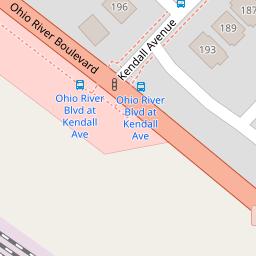 196
187
189
193
Ohio River Boulevard
Kendall Avenue
Ohio River
Blvd at
Kendall
Ave
Ohio River
Blvd at
Kendall
Ave